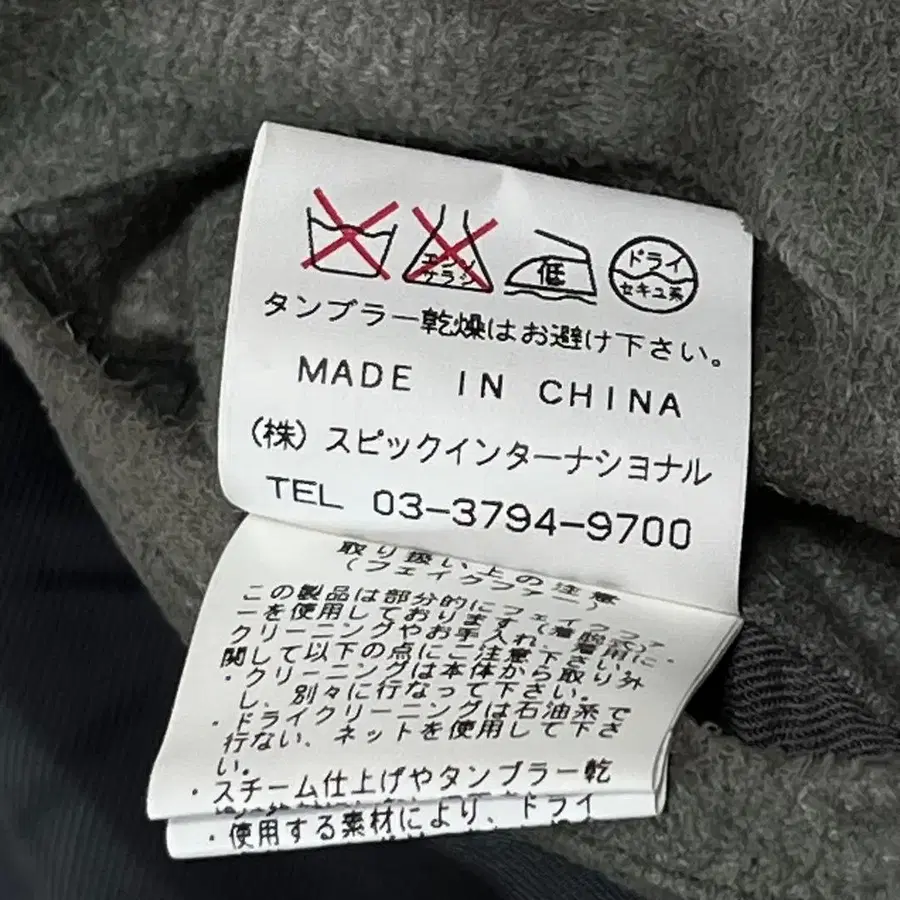 エンソ
サラシ
低
ドライ
セキユ系
タンブラー乾燥はお避け下さい。
MADE IN CHINA
(株)スピックインターナショナル
TEL 03-3794-9700
取り扱い上の注意
(フェイクファー)
この製品は部分的にフェイクファ
ーを使用しております(着脱式)。
クリーニングやお手入れ、着用に
関して以下の点にご注意下さい。
・クリーニングは本体から取り外
し、別々に行なって下さい。
・ドライクリーニングは石油系で
行ない、ネットを使用して下さ
い。
・スチーム仕上げやタンブラー乾
・使用する素材により、ドライ